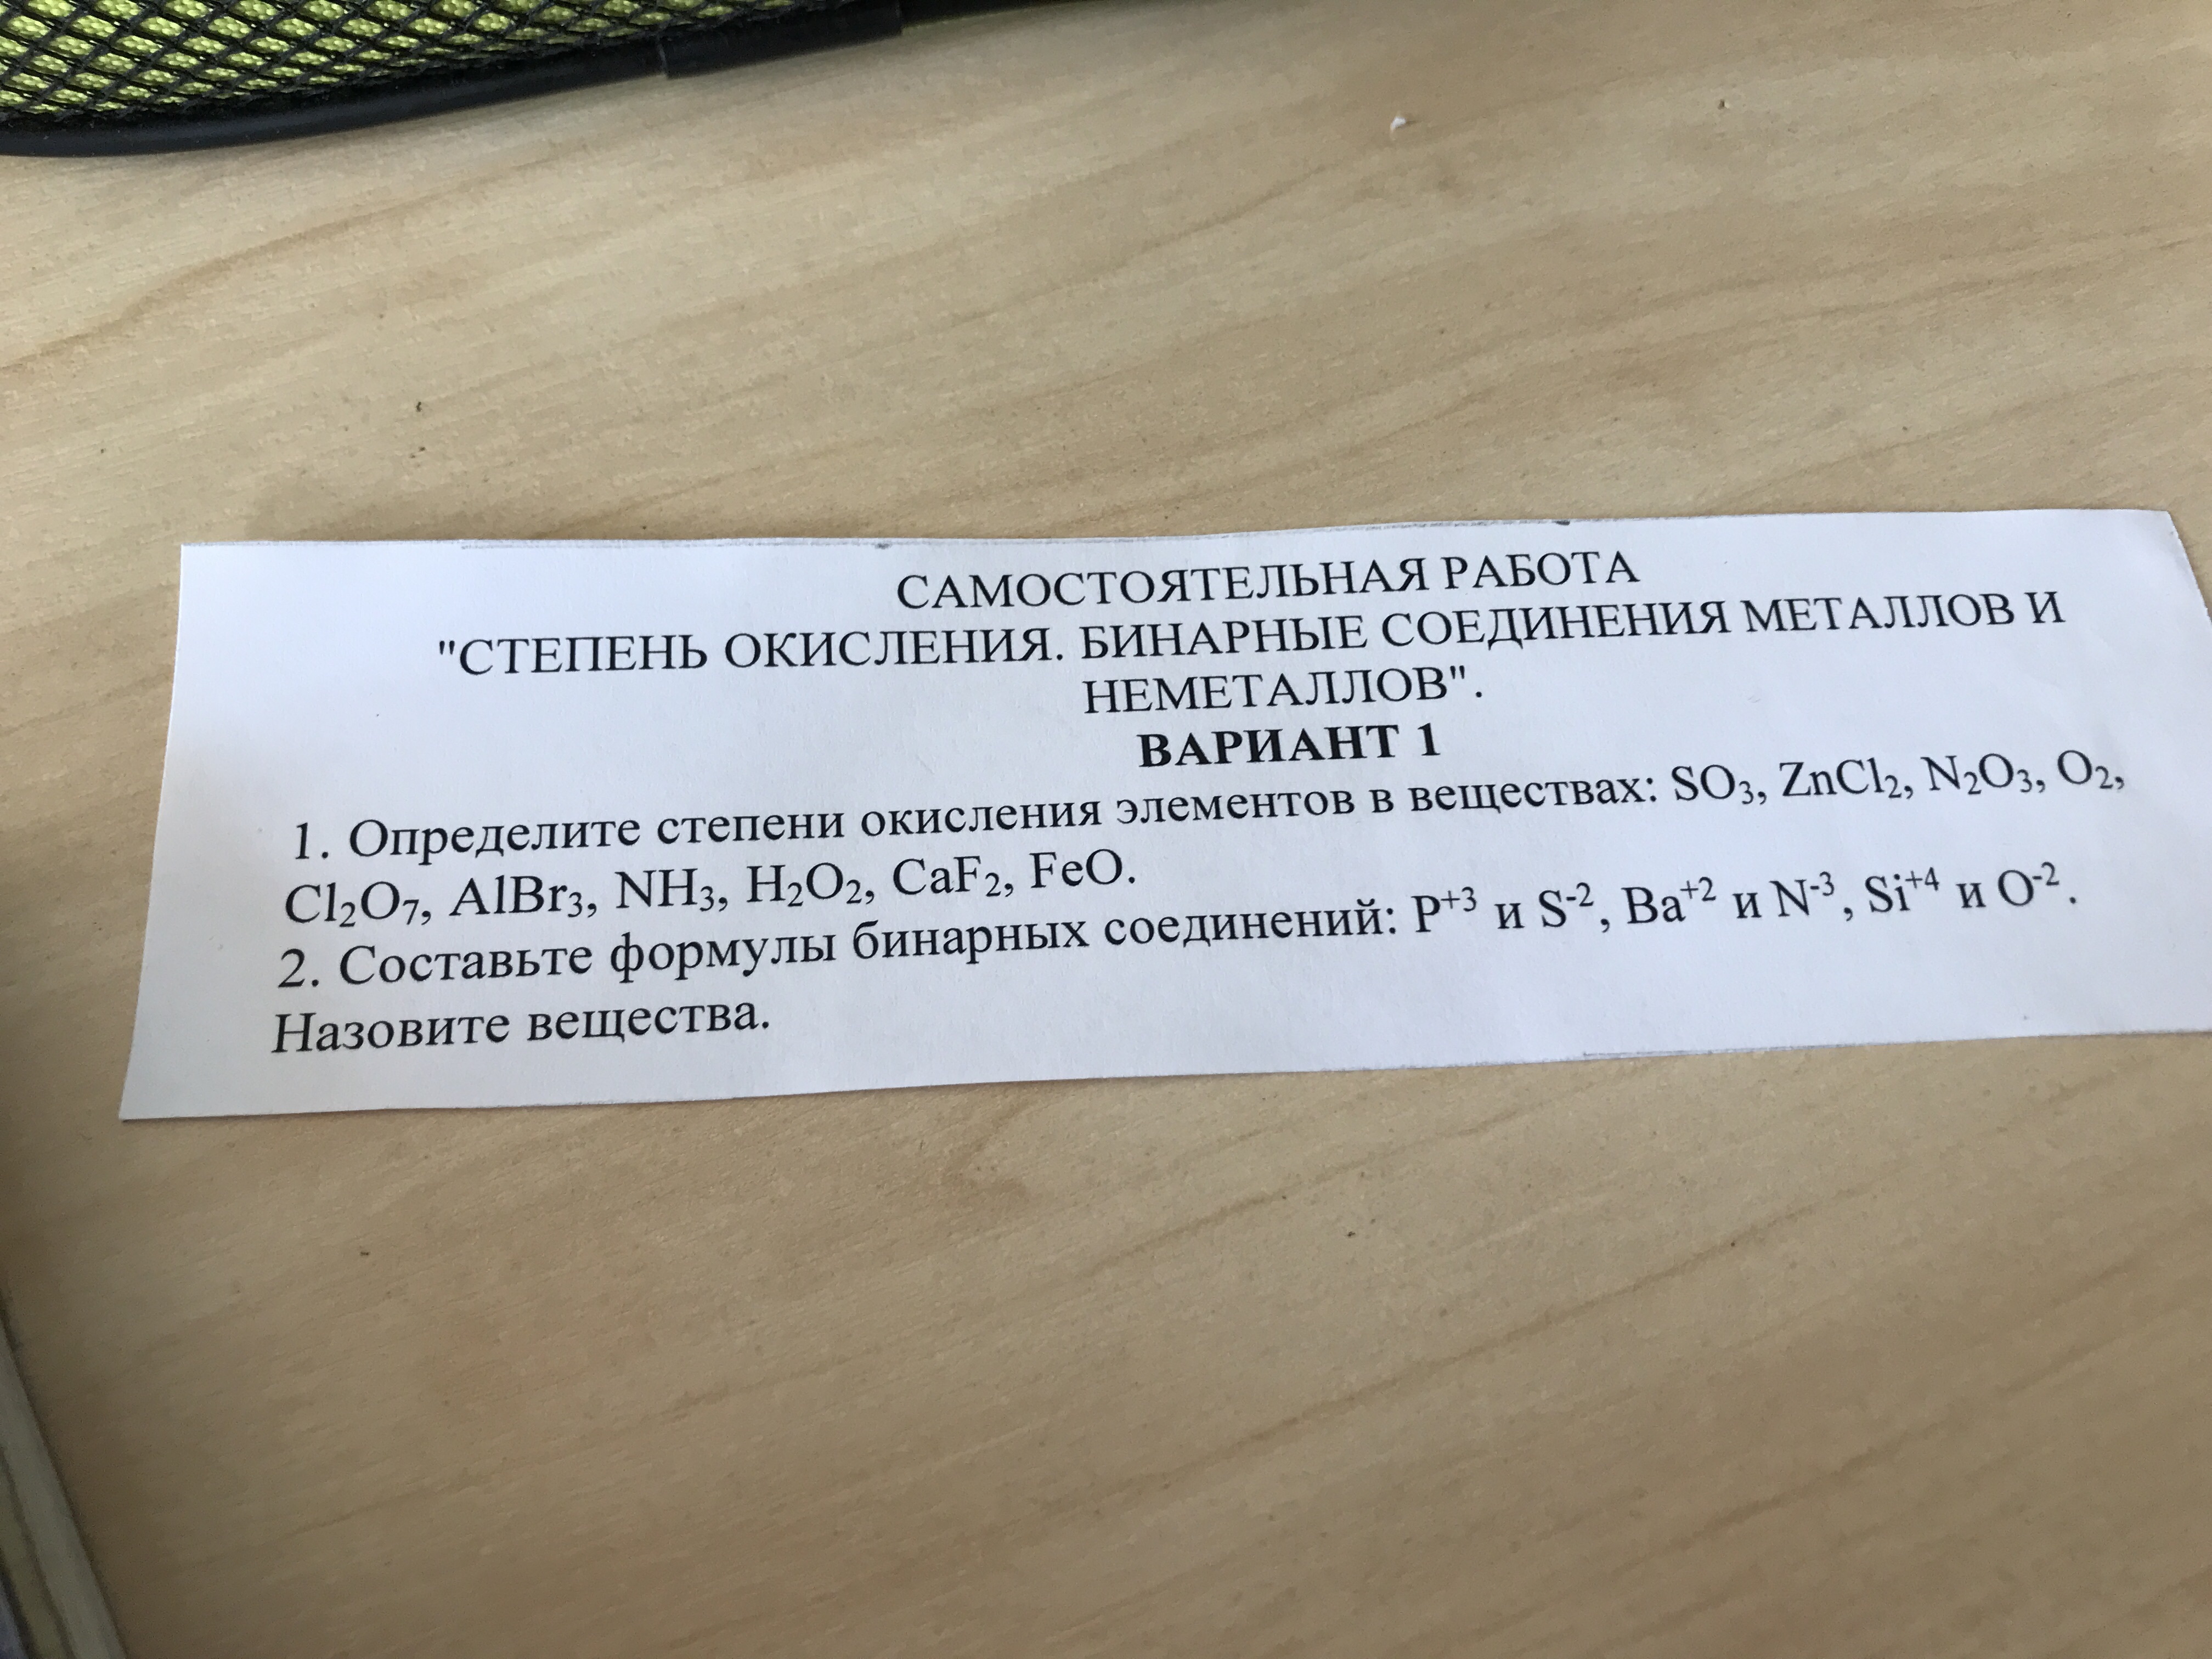 САМОСТОЯТЕЛЬНАЯ РАБОТА
"СТЕПЕНЬ ОКИСЛЕНИЯ. БИНАРНЫЕ СОЕДИНЕНИЯ МЕТАЛЛОВ И
НЕМЕТАЛЛОВ".
ВАРИАНТ 1
1. Определите степени окисления элементов в веществах: SO₃, ZnCl₂, N₂O₃, O₂,
Cl₂O₇, AlBr₃, NH₃, H₂O₂, CaF₂, FeO.
2. Составьте формулы бинарных соединений: P⁺³ и S⁻², Ba⁺² и N⁻³, Si⁺⁴ и O⁻².
Назовите вещества.